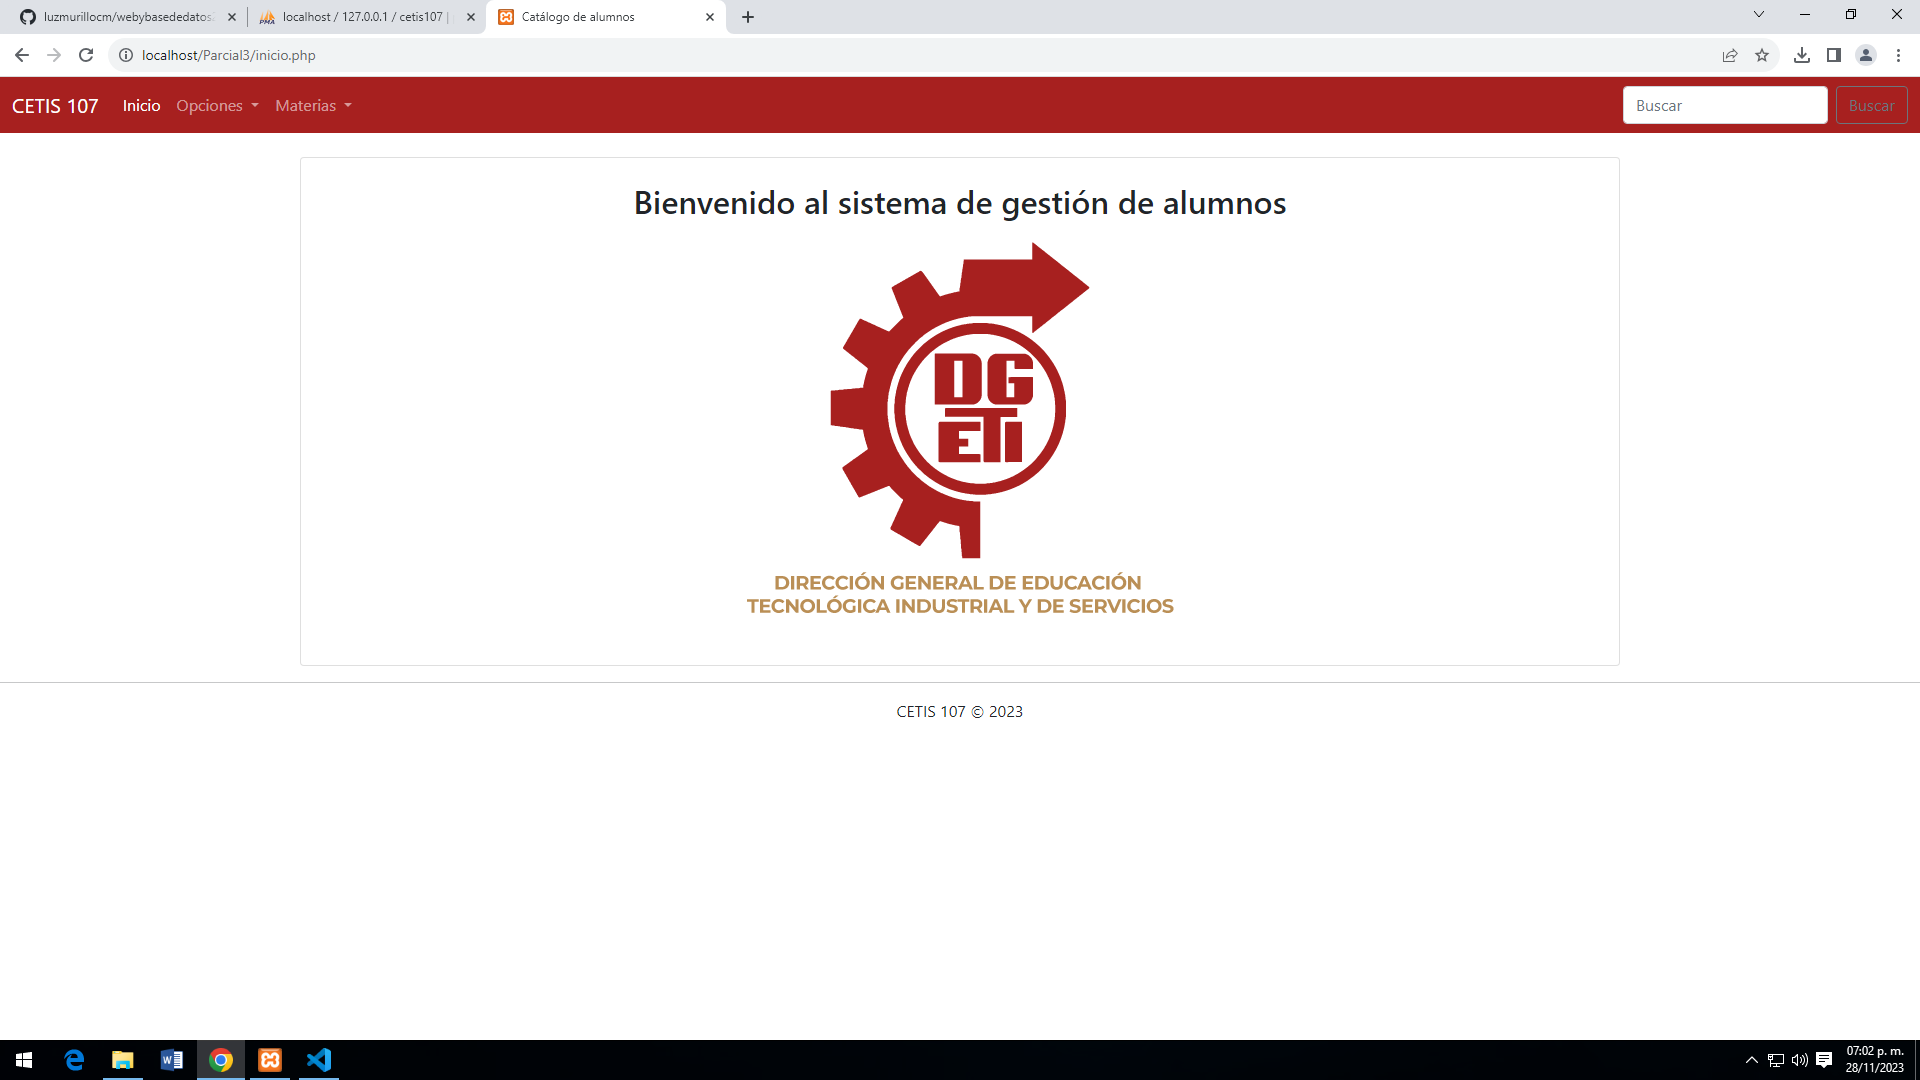 luzmurillocm/webybasededatos
localhost / 127.0.0.1 / cetis107 |
Catálogo de alumnos
localhost/Parcial3/inicio.php
CETIS 107 Inicio Opciones Materias Buscar Buscar
Bienvenido al sistema de gestión de alumnos
DG
ETI
DIRECCIÓN GENERAL DE EDUCACIÓN
TECNOLÓGICA INDUSTRIAL Y DE SERVICIOS
CETIS 107 © 2023
07:02 p. m.
28/11/2023